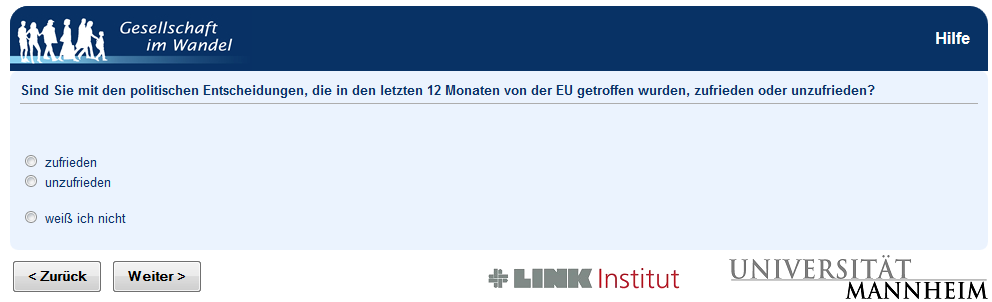 Gesellschaft
im Wandel
Hilfe
Sind Sie mit den politischen Entscheidungen, die in den letzten 12 Monaten von der EU getroffen wurden, zufrieden oder unzufrieden?
zufrieden
unzufrieden
weiß ich nicht
< Zurück
Weiter >
LINK Institut
UNIVERSITÄT
MANNHEIM